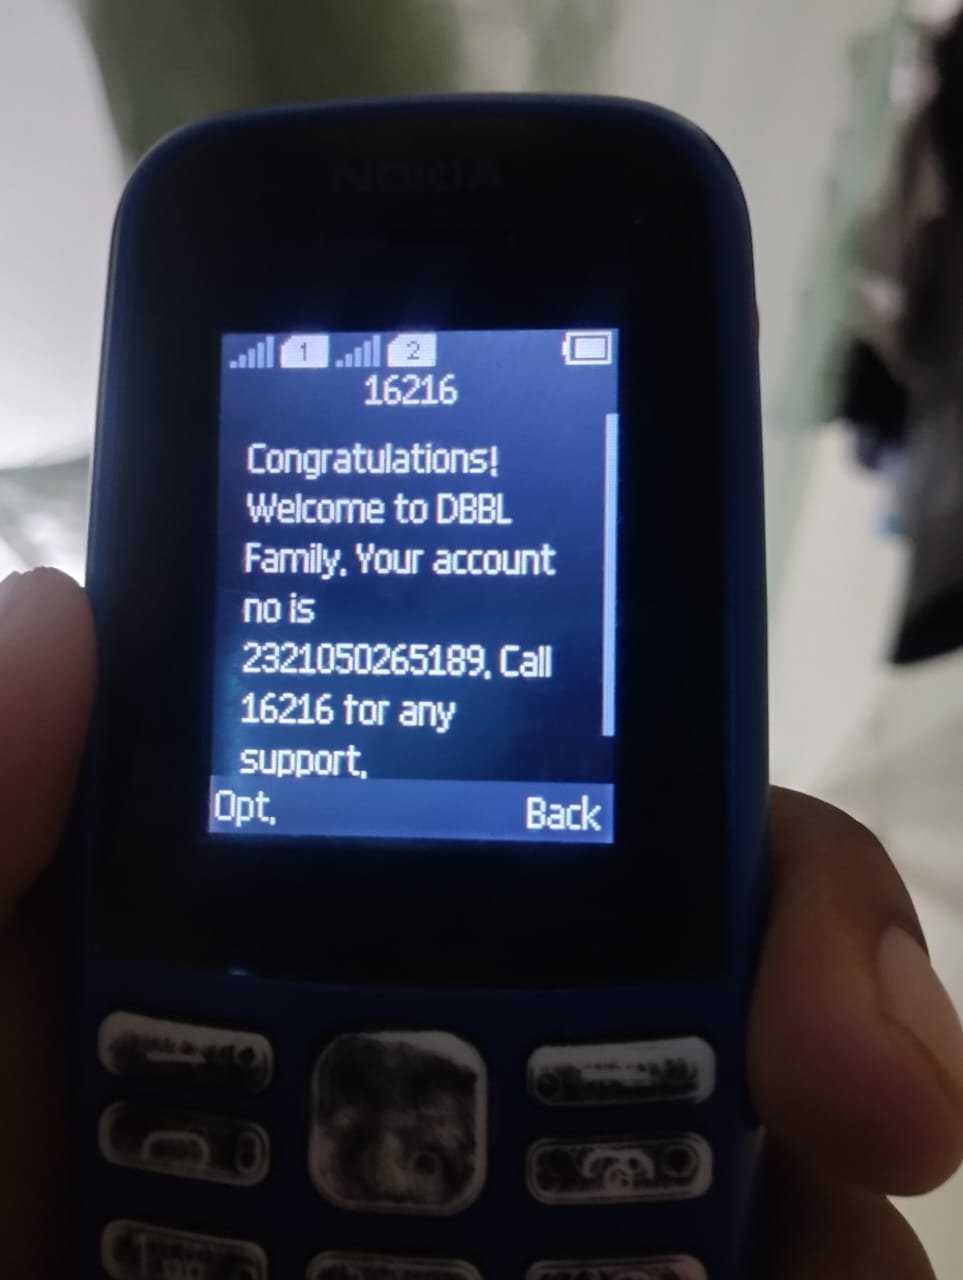 NOKIA
1 2
16216
Congratulations!
Welcome to DBBL
Family. Your account
no is
2321050265189. Call
16216 for any
support.
Opt. Back